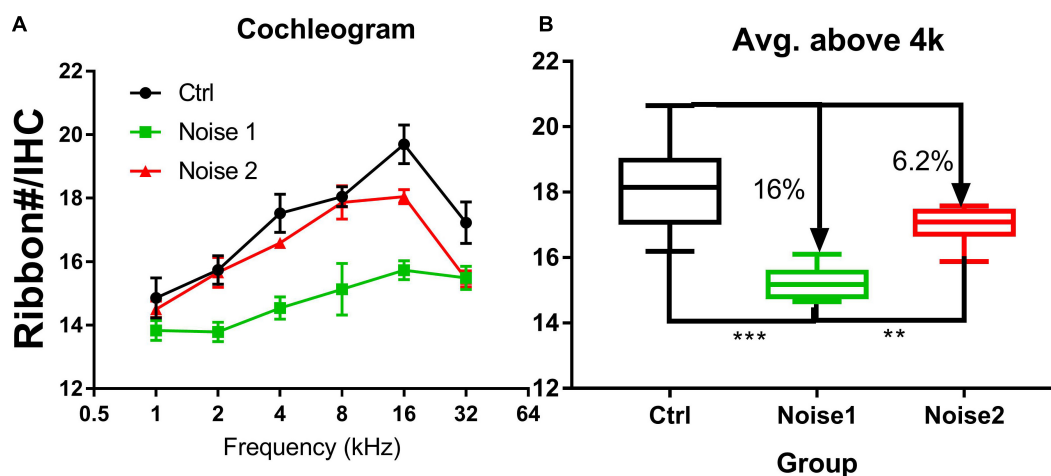 A
Cochleogram
Ribbon#/IHC
22
20
18
16
14
12
Ctrl
Noise 1
Noise 2
0.5 1 2 4 8 16 32 64
Frequency (kHz)
B
Avg. above 4k
22
20
18
16
14
12
16%
6.2%
***
**
Ctrl Noise1 Noise2
Group